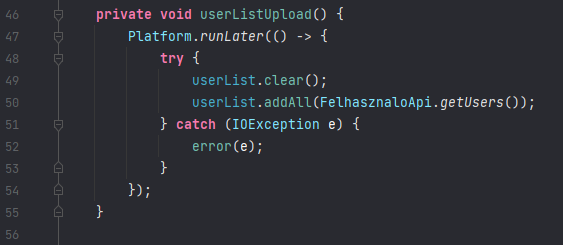 46 private void userListUpload() {
47 Platform.runLater(() -> {
48 try {
49 userList.clear();
50 userList.addAll(FelhasznaloApi.getUsers());
51 } catch (IOException e) {
52 error(e);
53 }
54 });
55 }
56